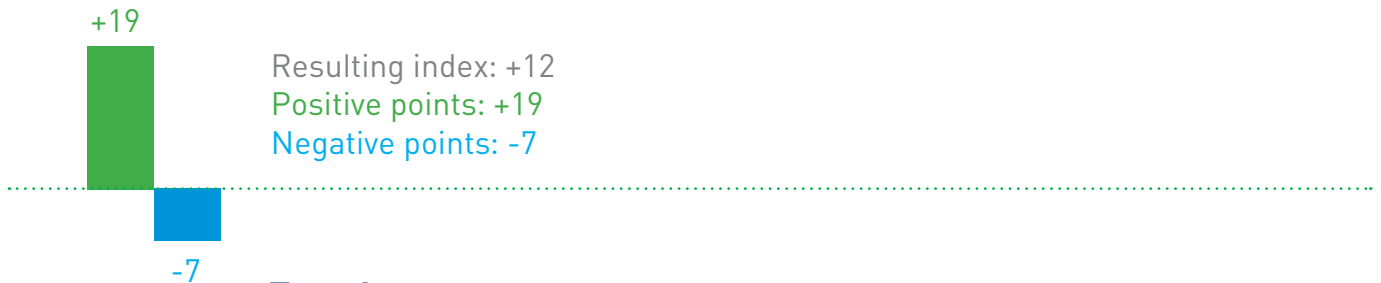 +19
Resulting index: +12
Positive points: +19
Negative points: -7
-7